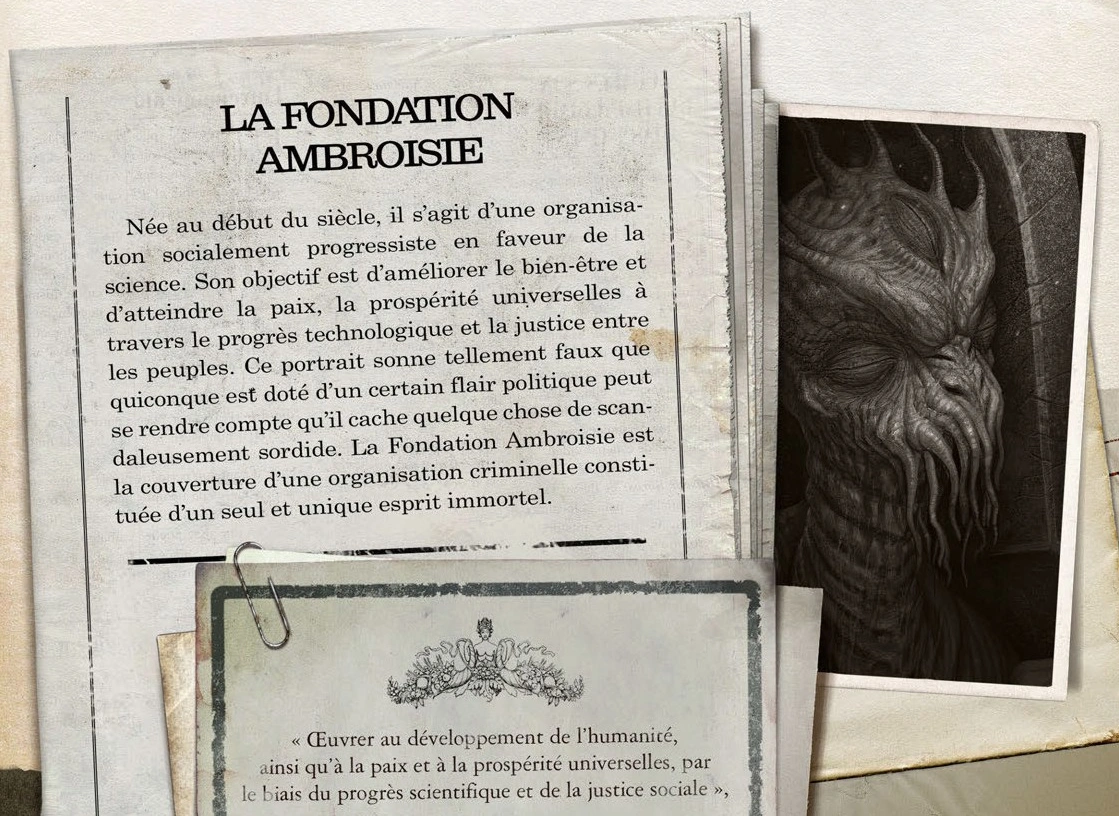 LA FONDATION
AMBROISIE
Née au début du siècle, il s'agit d'une organisa-
tion socialement progressiste en faveur de la
science. Son objectif est d'améliorer le bien-être et
d'atteindre la paix, la prospérité universelles à
travers le progrès technologique et la justice entre
les peuples. Ce portrait sonne tellement faux que
quiconque est doté d'un certain flair politique peut
se rendre compte qu'il cache quelque chose de scan-
daleusement sordide. La Fondation Ambroisie est
la couverture d'une organisation criminelle consti-
tuée d'un seul et unique esprit immortel.
« Œuvrer au développement de l'humanité,
ainsi qu'à la paix et à la prospérité universelles, par
le biais du progrès scientifique et de la justice sociale »,